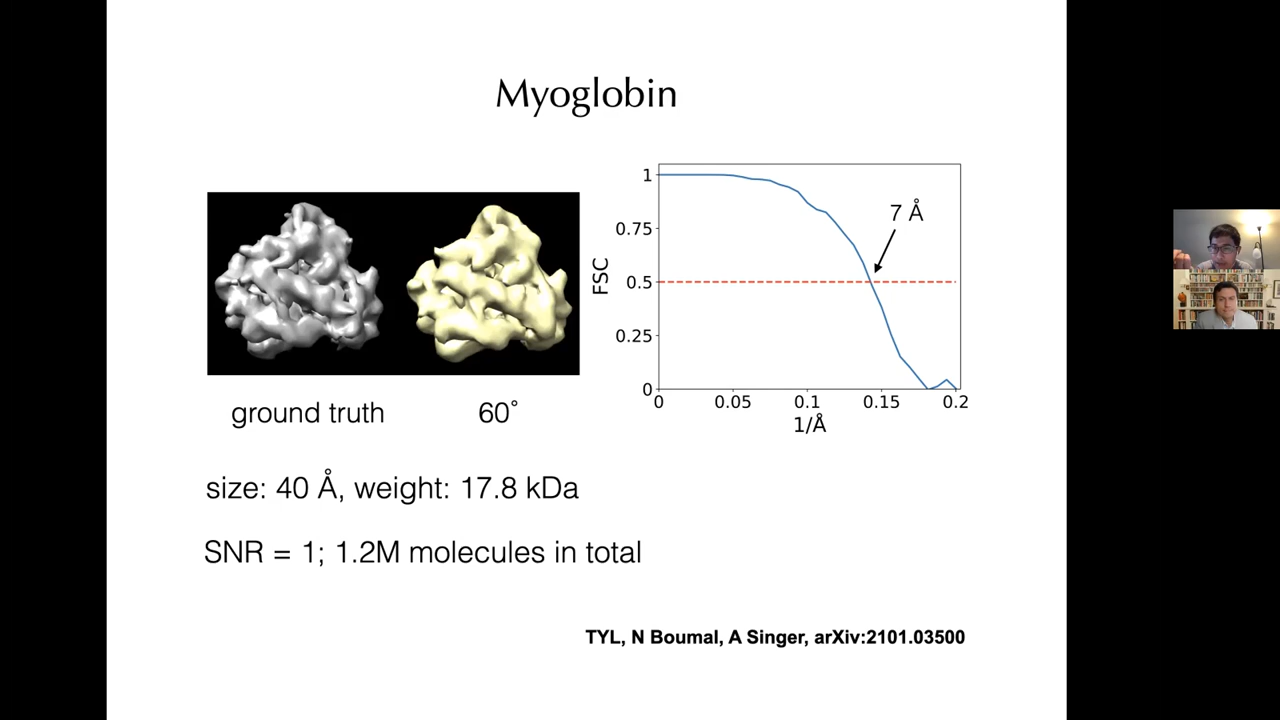 Myoglobin
ground truth
60°
FSC
1
0.75
0.5
0.25
0
7 Å
0
0.05
0.1
0.15
0.2
1/Å
size: 40 Å, weight: 17.8 kDa
SNR = 1; 1.2M molecules in total
TYL, N Boumal, A Singer, arXiv:2101.03500